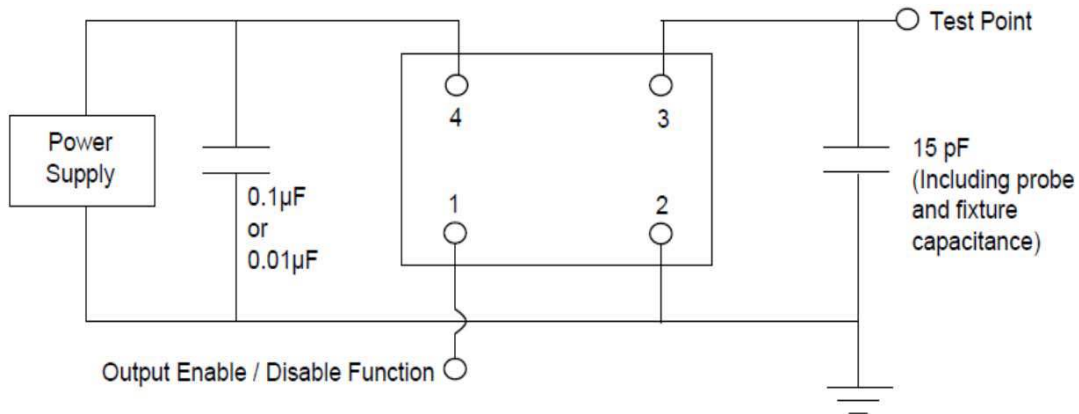 Test Point
4
3
Power
Supply
0.1µF
or
0.01µF
1
2
15 pF
(Including probe
and fixture
capacitance)
Output Enable / Disable Function